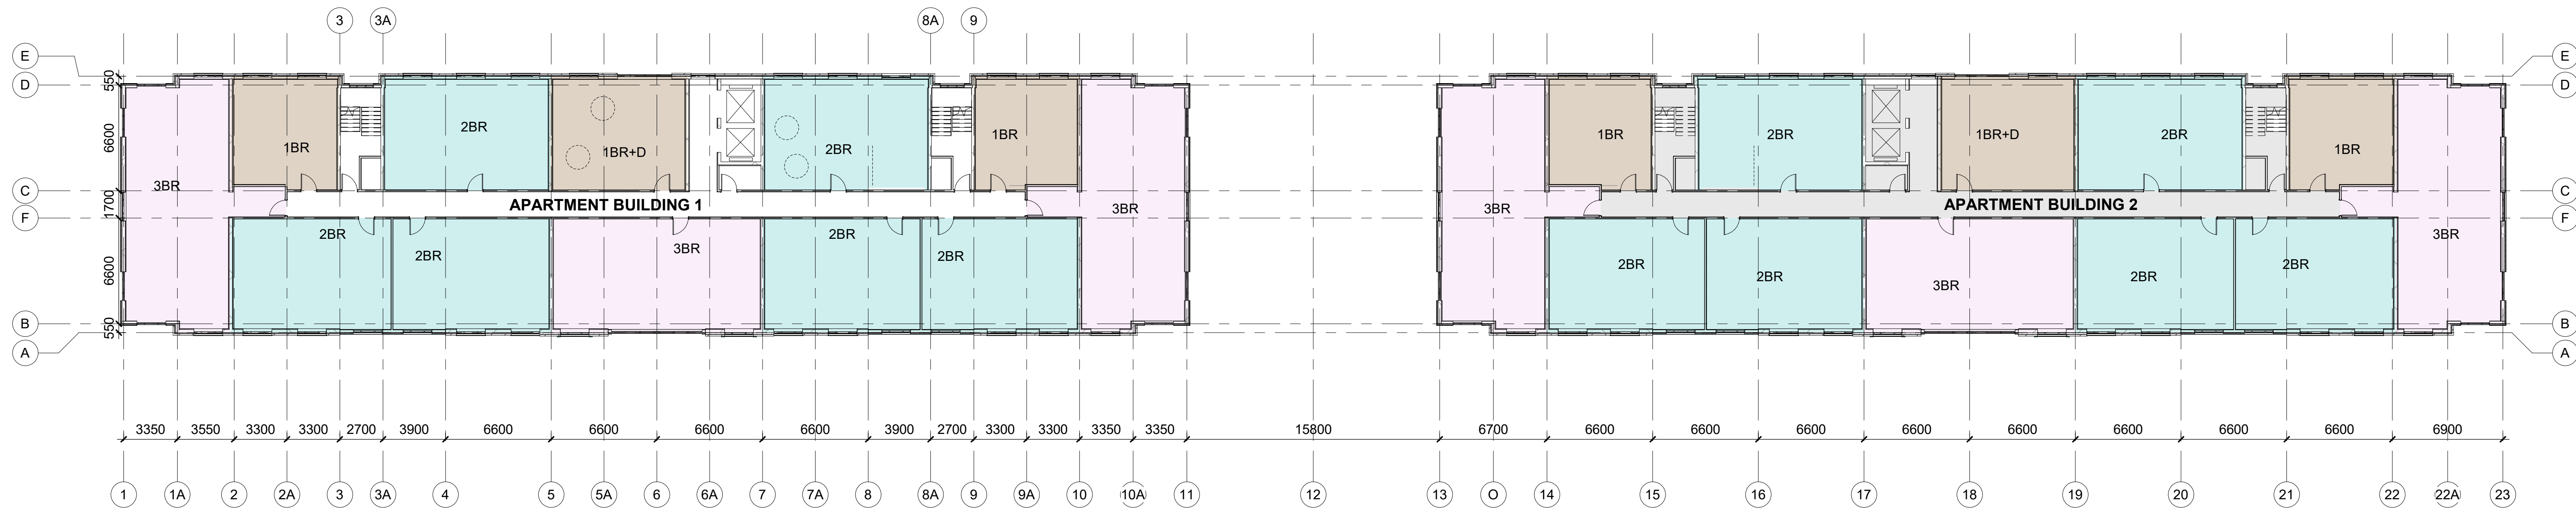 3 3A 8A 9
E E
D D
550
6600
1BR 2BR 1BR+D 2BR 1BR 1BR 2BR 1BR+D 2BR 1BR
3BR 3BR 3BR 3BR
C C
1700
APARTMENT BUILDING 1 APARTMENT BUILDING 2
F F
2BR 2BR 3BR 2BR 2BR 2BR 2BR 3BR 2BR 2BR
6600
B B
550
A A
3350 3550 3300 3300 2700 3900 6600 6600 6600 6600 3900 2700 3300 3300 3350 3350 15800 6700 6600 6600 6600 6600 6600 6600 6600 6600 6900
1 1A 2 2A 3 3A 4 5 5A 6 6A 7 7A 8 8A 9 9A 10 10A 11 12 13 O 14 15 16 17 18 19 20 21 22 22A 23